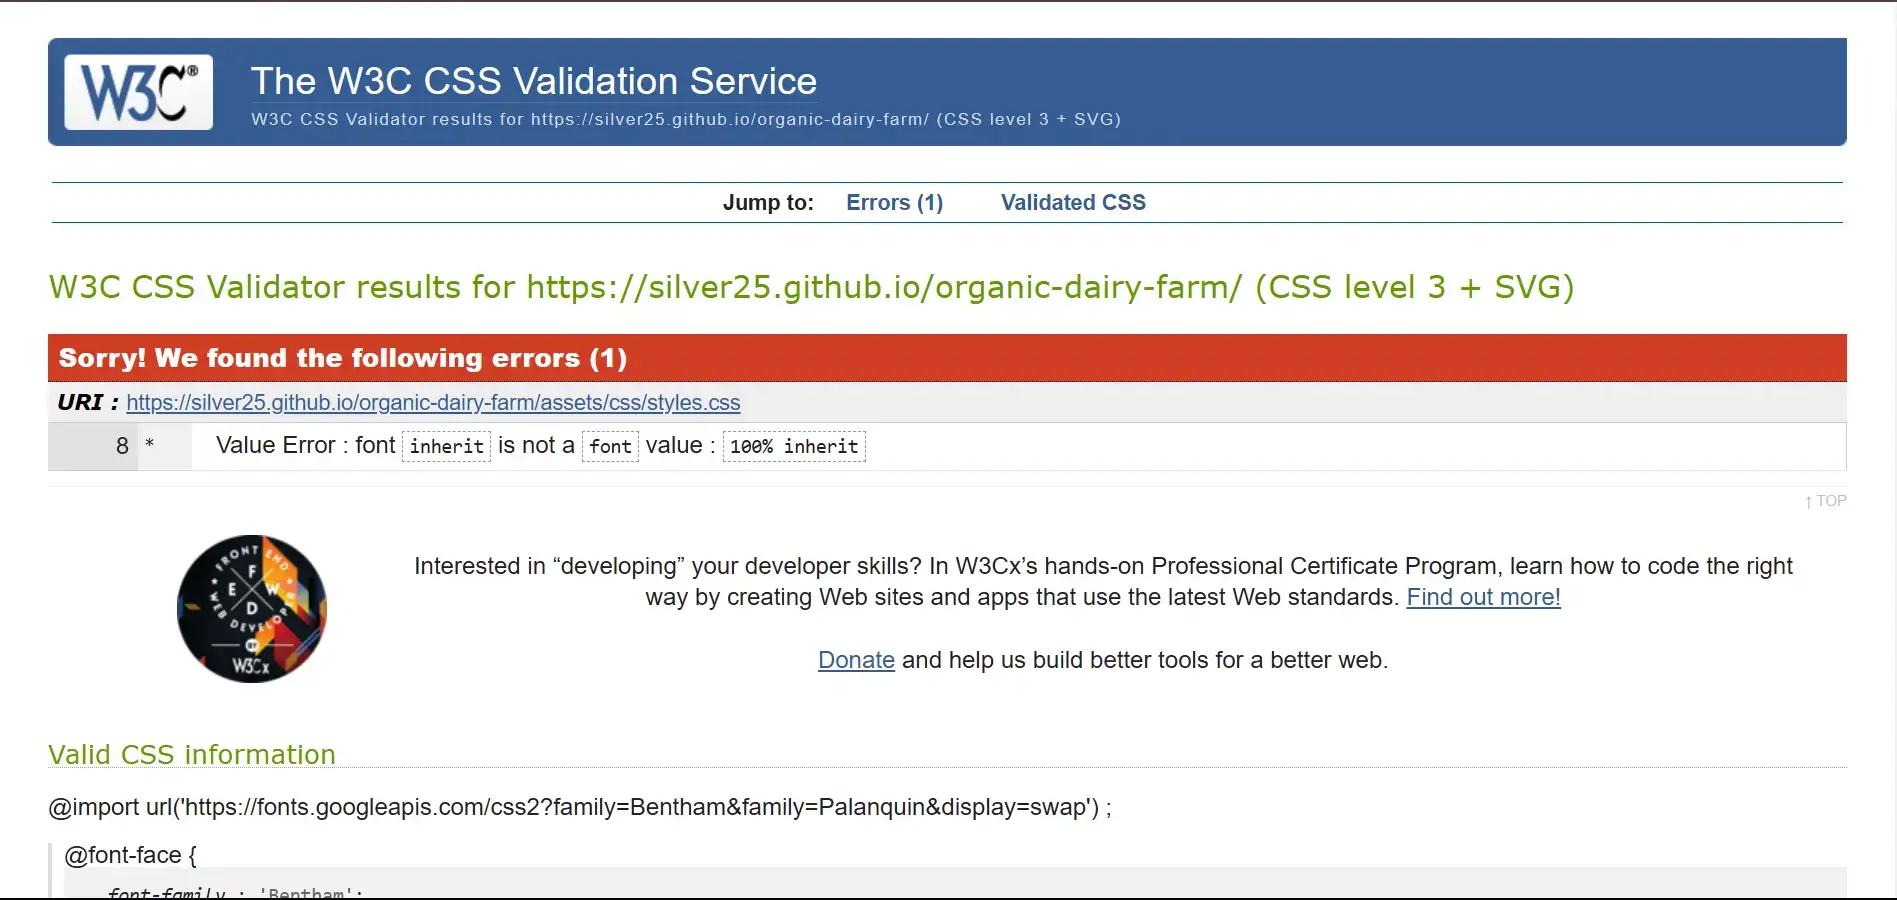 W3C®
The W3C CSS Validation Service
W3C CSS Validator results for https://silver25.github.io/organic-dairy-farm/ (CSS level 3 + SVG)
Jump to: Errors (1) Validated CSS
W3C CSS Validator results for https://silver25.github.io/organic-dairy-farm/ (CSS level 3 + SVG)
Sorry! We found the following errors (1)
URI : https://silver25.github.io/organic-dairy-farm/assets/css/styles.css
8 * Value Error : font inherit is not a font value : 100% inherit
↑ TOP
FRONT END
F
E W
D
WEB DEVELOPER
BY
W3Cx
Interested in “developing” your developer skills? In W3Cx’s hands-on Professional Certificate Program, learn how to code the right
way by creating Web sites and apps that use the latest Web standards. Find out more!
Donate and help us build better tools for a better web.
Valid CSS information
@import url('https://fonts.googleapis.com/css2?family=Bentham&family=Palanquin&display=swap') ;
@font-face {
font-family : 'Bentham';